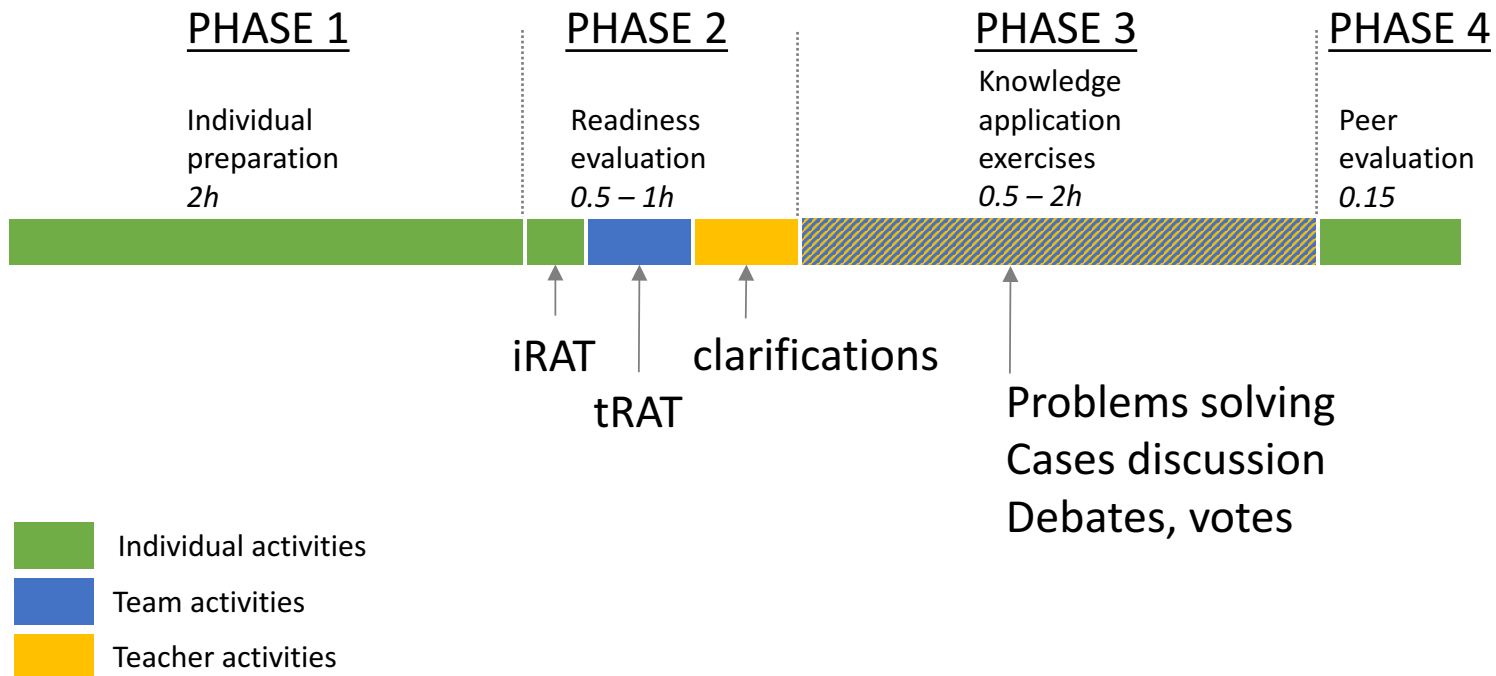 PHASE 1
PHASE 2
PHASE 3
PHASE 4
Individual
preparation
2h
Readiness
evaluation
0.5 – 1h
Knowledge
application
exercises
0.5 – 2h
Peer
evaluation
0.15
iRAT
tRAT
clarifications
Problems solving
Cases discussion
Debates, votes
Individual activities
Team activities
Teacher activities